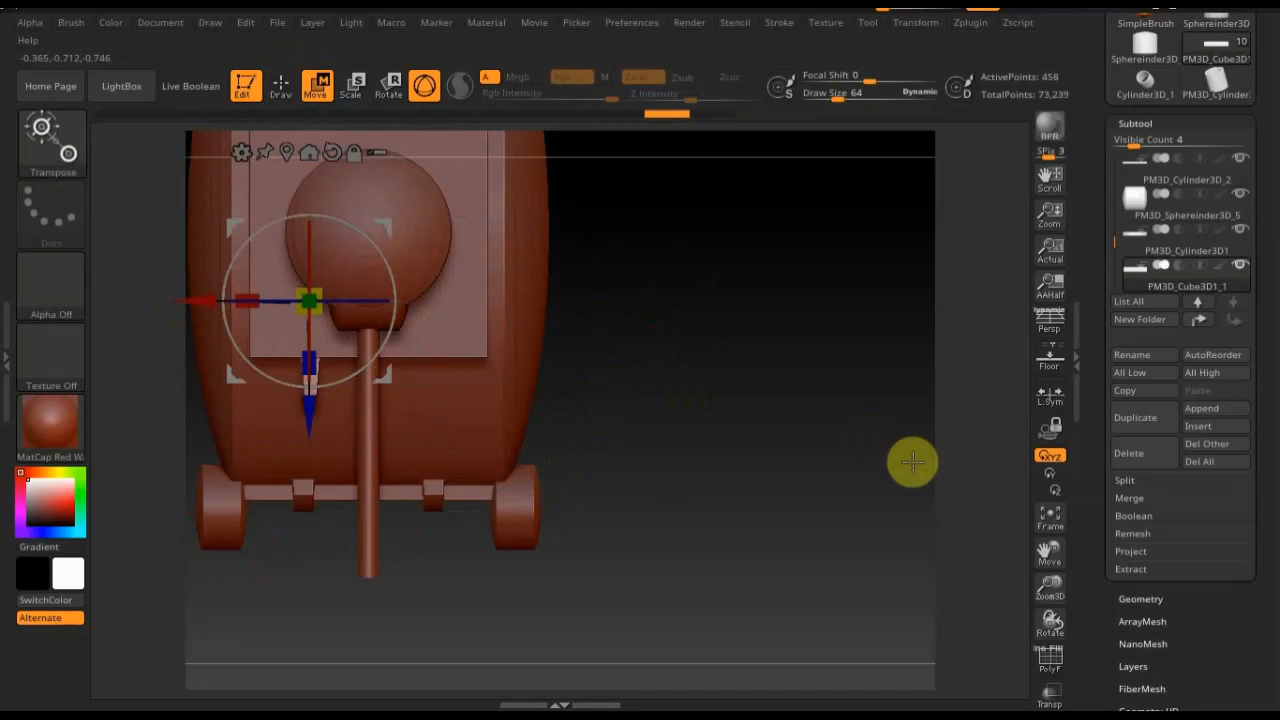 Alpha Brush Color Document Draw Edit File Layer Light Macro Marker Material Movie Picker Preferences Render Stencil Stroke Texture Tool Transform Zplugin Zscript
Help
-0.365,-0.712,-0.746
Home Page LightBox Live Boolean Edit Draw Move Scale Rotate A Mrgb Rgb M Zadd Zsub Zcut
Rgb Intensity Z Intensity
S Focal Shift 0
Draw Size 64 Dynamic D
ActivePoints: 458
TotalPoints: 73,239
SimpleBrush Sphereinder3D
Sphereinder3D_ PM3D_Cube3D1 10
Cylinder3D_1 PM3D_Cylinder.
Transpose
Dots
Alpha Off
Texture Off
MatCap Red Wa
Gradient
SwitchColor
Alternate
BPR
SPix 3
Scroll
Zoom
Actual
AAHalf
Dynamic
Persp
Floor
L.Sym
XYZ
Y
Z
Frame
Move
Zoom3D
Rotate
PolyF
Transp
Subtool
Visible Count 4
PM3D_Cylinder3D_2
PM3D_Sphereinder3D_5
PM3D_Cylinder3D1
PM3D_Cube3D1_1
List All
New Folder
Rename AutoReorder
All Low All High
Copy Paste
Duplicate Append
Insert
Delete Del Other
Del All
Split
Merge
Boolean
Remesh
Project
Extract
Geometry
ArrayMesh
NanoMesh
Layers
FiberMesh